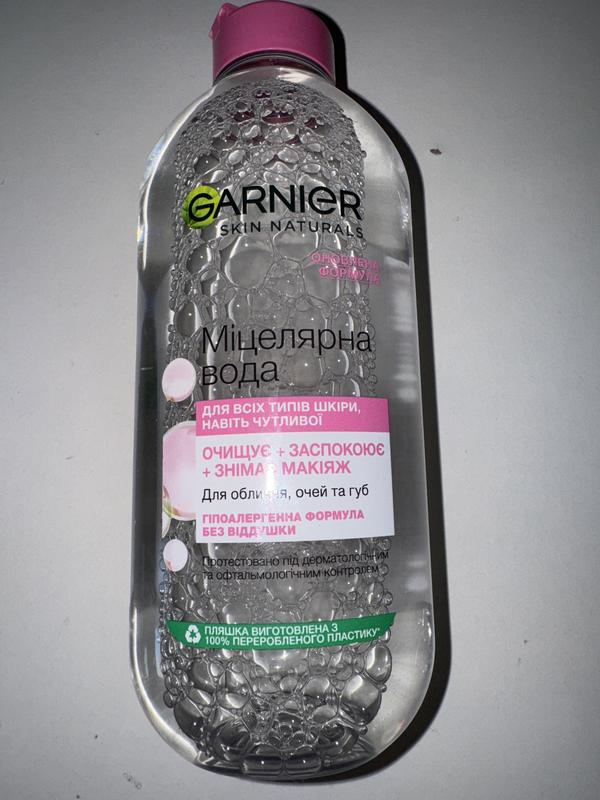 GARNIER
SKIN NATURALS
ОНОВЛЕНА
ФОРМУЛА
Міцелярна
вода
ДЛЯ ВСІХ ТИПІВ ШКІРИ,
НАВІТЬ ЧУТЛИВОЇ
ОЧИЩУЄ + ЗАСПОКОЮЄ
+ ЗНІМАЄ МАКІЯЖ
Для обличчя, очей та губ
ГІПОАЛЕРГЕННА ФОРМУЛА
БЕЗ ВІДДУШКИ
Протестовано під дерматологічним
та офтальмологічним контролем
ПЛЯШКА ВИГОТОВЛЕНА З
100% ПЕРЕРОБЛЕНОГО ПЛАСТИКУ*